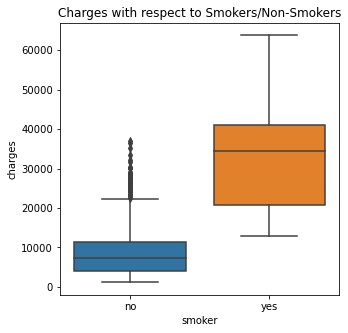 Charges with respect to Smokers/Non-Smokers
60000
50000
40000
30000
20000
10000
0
charges
no
yes
smoker